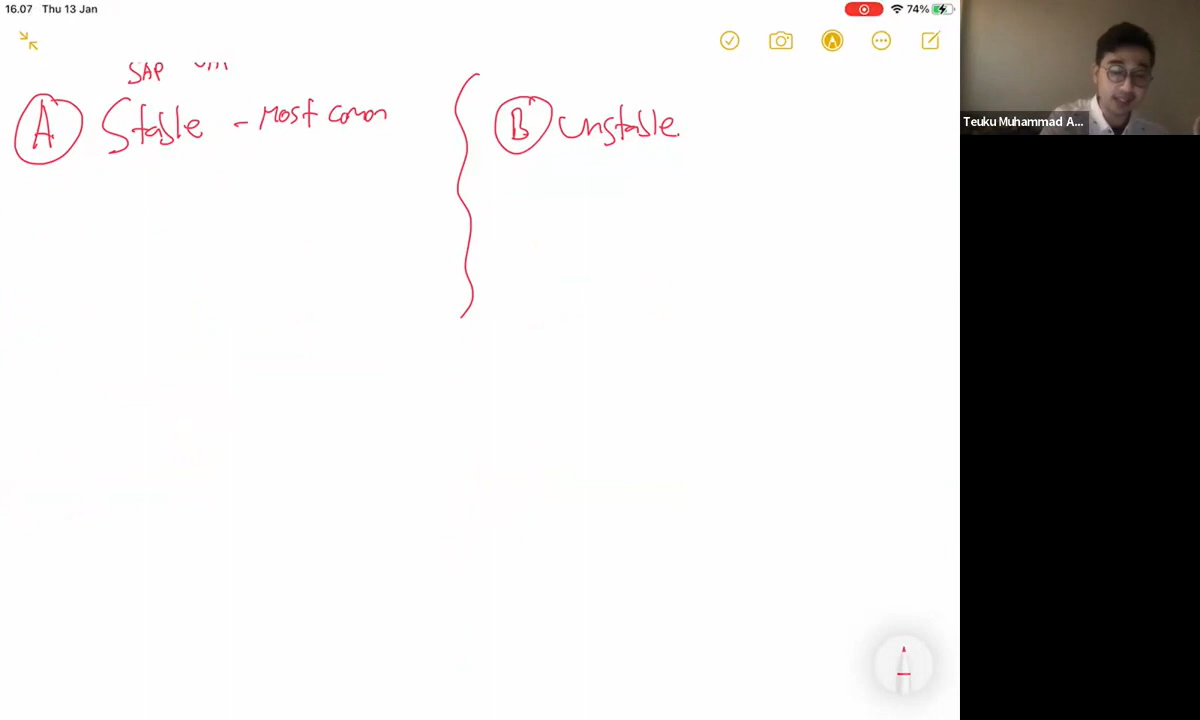 16.07 Thu 13 Jan
74%
SAP
A Stable - Most comon
B unstable
Teuku Muhammad A...